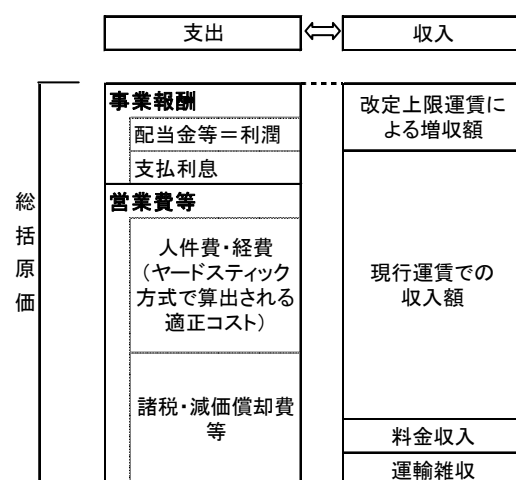 支出
⇔
収入
総
括
原
価
事業報酬
配当金等＝利潤
支払利息
営業費等
人件費・経費
（ヤードスティック
方式で算出される
適正コスト）
諸税・減価償却費
等
改定上限運賃に
よる増収額
現行運賃での
収入額
料金収入
運輸雑収